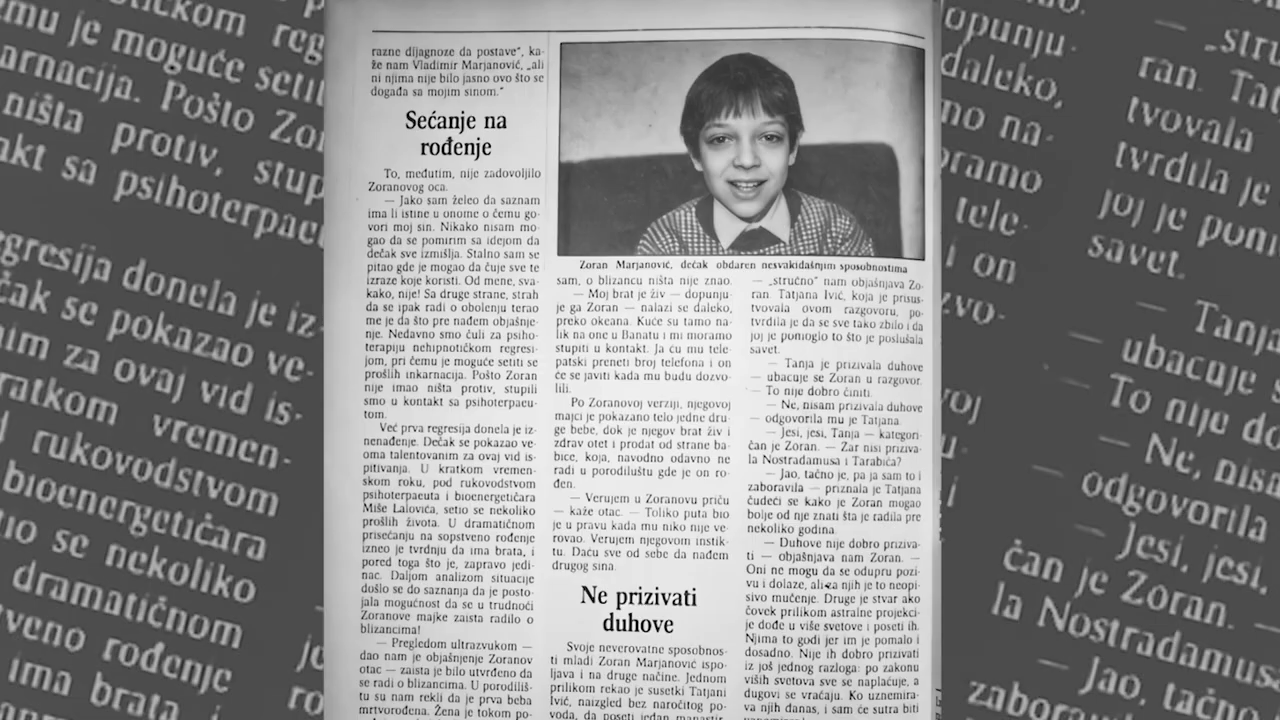 razne dijagnoze da postave“, ka-
že nam Vladimir Marjanović, „ali
ni njima nije bilo jasno ovo što se
događa sa mojim sinom.“
Sećanje na
rođenje
To, međutim, nije zadovoljilo
Zoranovog oca.
— Jako sam želeo da saznam
ima li istine u onome o čemu go-
vori moj sin. Nikako nisam mo-
gao da se pomirim sa idejom da
dečak sve izmišlja. Stalno sam se
pitao gde je mogao da čuje sve te
izraze koje koristi. Od mene, sva-
kako, nije! Sa druge strane, strah
da se ipak radi o obolenju terao
me je da što pre nađem objašnje-
nje. Nedavno smo čuli za psiho-
terapiju nehipnotičkom regresi-
jom, pri čemu je moguće setiti se
prošlih inkarnacija. Pošto Zoran
nije imao ništa protiv, stupili
smo u kontakt sa psihoterpaeu-
tom.
Već prva regresija donela je iz-
nenađenje. Dečak se pokazao ve-
oma talentovanim za ovaj vid is-
pitivanja. U kratkom vremen-
skom roku, pod rukovodstvom
psihoterapeuta i bioenergetičara
Miše Lalovića, setio se nekoliko
prošlih života. U dramatičnom
prisećanju na sopstveno rođenje
izneo je tvrdnju da ima brata, i
pored toga što je, zapravo jedi-
nac. Daljom analizom situacije
došlo se do saznanja da je posto-
jala mogućnost da se u trudnoći
Zoranove majke zaista radilo o
blizancima!
— Pregledom ultrazvukom —
dao nam je objašnjenje Zoranov
otac — zaista je bilo utvrđeno da
se radi o blizancima. U porodiliš-
tu su nam rekli da je prva beba
mrtvorođena. Žena je tokom po-
Zoran Marjanović, dečak obdaren nesvakidašnjim sposobnostima
sam, o blizancu ništa nije znao.
— Moj brat je živ — dopunju-
je ga Zoran — nalazi se daleko,
preko okeana. Kuće su tamo na-
lik na one u Banatu i mi moramo
stupiti u kontakt. Ja ću mu tele-
patski preneti broj telefona i on
će se javiti kada mu budu dozvo-
lili.
Po Zoranovoj verziji, njegovoj
majci je pokazano telo jedne dru-
ge bebe, dok je njegov brat živ i
zdrav otet i prodat od strane ba-
bice, koja, navodno odavno ne
radi u porodiluštu gde je on ro-
đen.
— Verujem u Zoranovu priču
— kaže otac. — Toliko puta bio
je u pravu kada mu niko nije ve-
rovao. Verujem njegovom instik-
tu. Daću sve od sebe da nađem
drugog sina.
Ne prizivati
duhove
Svoje neverovatne sposobnos-
ti mladi Zoran Marjanović ispo-
ljava i na druge načine. Jednom
prilikom rekao je susetki Tatjani
Ivić, naizgled bez naročitog po-
voda, da poseti jedan manastir
— „stručno“ nam objašnjava Zo-
ran. Tatjana Ivić, koja je prisus-
tvovala ovom razgovoru, po-
tvrdila je da se sve tako zbilo i da
joj je pomoglo to što je poslušala
savet.
— Tanja je prizivala duhove
— ubacuje se Zoran u razgovor.
— To nije dobro činiti.
— Ne, nisam prizivala duhove
— odgovorila mu je Tatjana.
— Jesi, jesi, Tanja — kategori-
čan je Zoran. — Zar nisi priziva-
la Nostradamusa i Tarabića?
— Jao, tačno je, pa ja sam to i
zaboravila — priznala je Tatjana
čudeći se kako je Zoran mogao
bolje od nje znati šta je radila pre
nekoliko godina.
— Duhove nije dobro priziva-
ti — objašnjava nam Zoran. —
Oni ne mogu da se odupru pozi-
vu i dolaze, ali za njih je to neopi-
sivo mučenje. Druge je stvar ako
čovek prilikom astralne projekci-
je dođe u više svetove i poseti ih.
Njima to godi jer im je pomalo i
dosadno. Nije ih dobro prizivati
iz još jednog razloga: po zakonu
viših svetova sve se naplaćuje, a
dugovi se vraćaju. Ko uznemira-
va njih danas, i sam će sutra biti